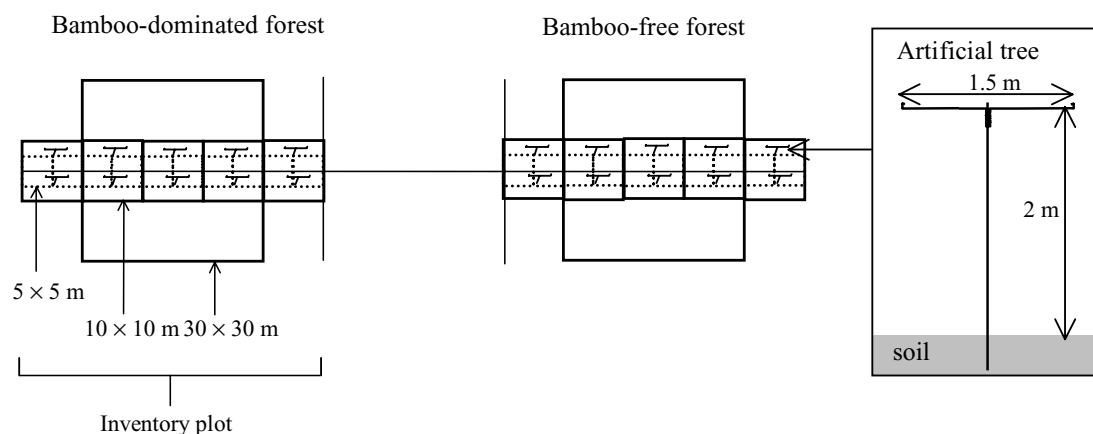 Bamboo-dominated forest
Bamboo-free forest
Artificial tree
1.5 m
2 m
soil
5 × 5 m
10 × 10 m
30 × 30 m
Inventory plot